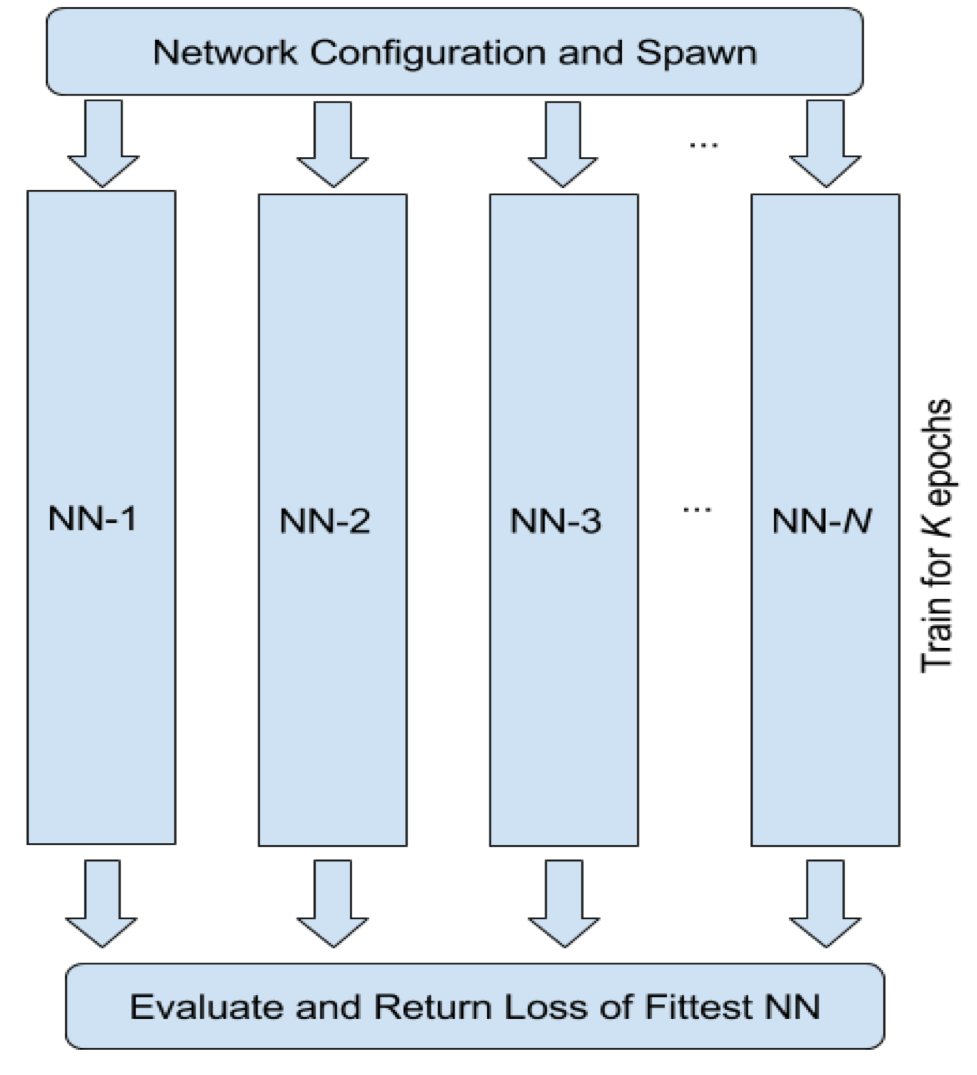 Network Configuration and Spawn
...
NN-1
NN-2
NN-3
...
NN-N
Train for K epochs
Evaluate and Return Loss of Fittest NN